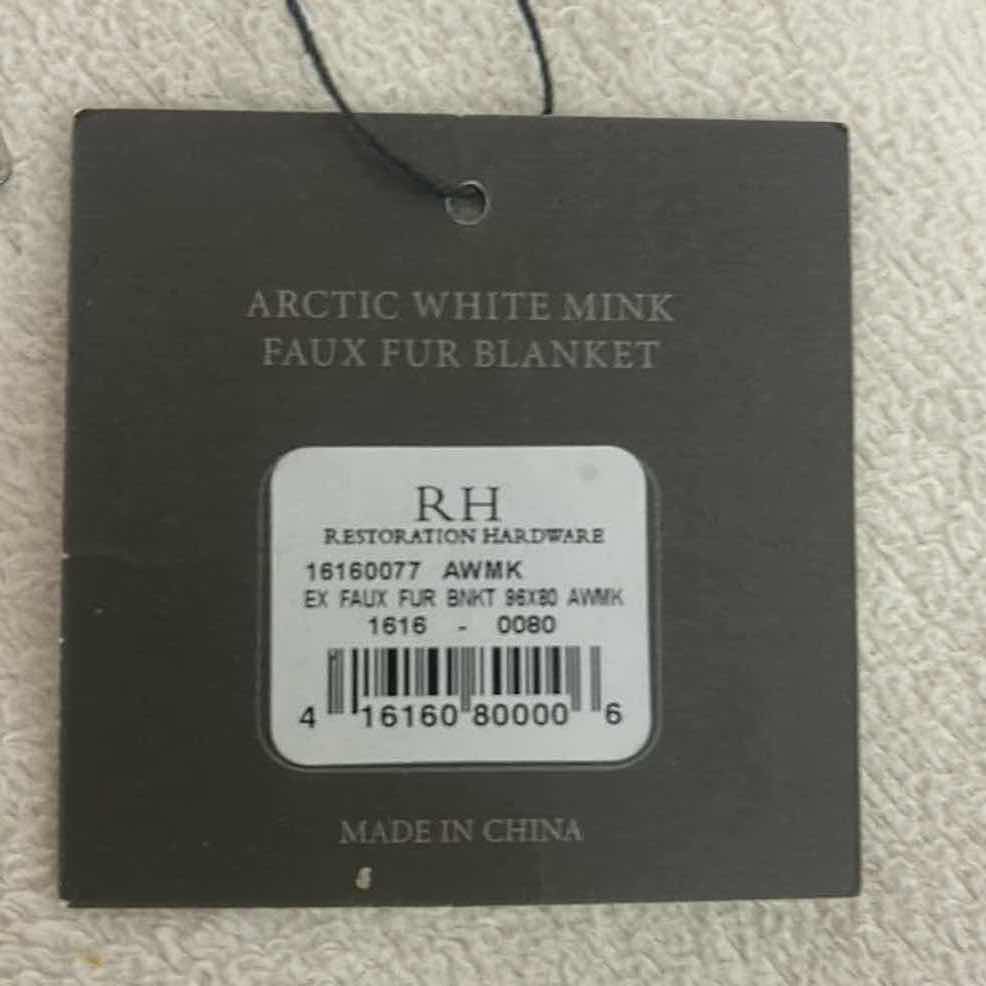 ARCTIC WHITE MINK
FAUX FUR BLANKET
RH
RESTORATION HARDWARE
16160077 AWMK
EX FAUX FUR BNKT 96X80 AWMK
1616 - 0080
4 16160 80000 6
MADE IN CHINA